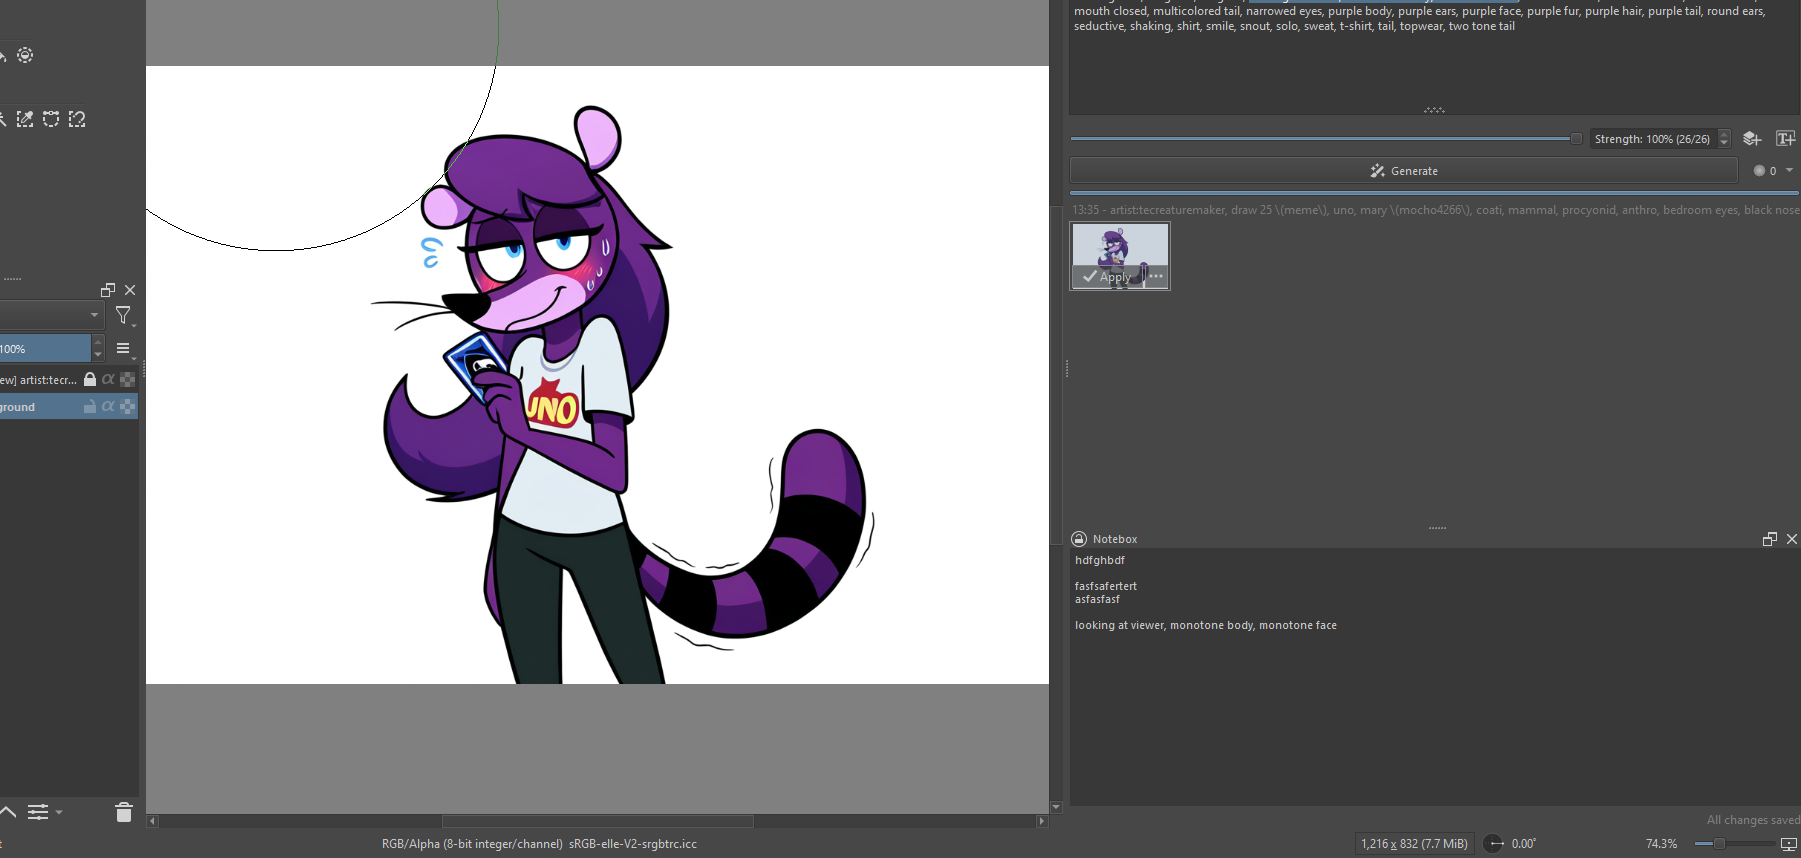 mouth closed, multicolored tail, narrowed eyes, purple body, purple ears, purple face, purple fur, purple hair, purple tail, round ears,
seductive, shaking, shirt, smile, snout, solo, sweat, t-shirt, tail, topwear, two tone tail
Strength: 100% (26/26)
Generate
0
13:35 - artist:tecreaturemaker, draw 25 \(meme\), uno, mary \(mocho4266\), coati, mammal, procyonid, anthro, bedroom eyes, black nose
Apply
100%
ew] artist:tecr...
ground
UNO
Notebox
hdfghbdf
fasfsafertert
asfasfasf
looking at viewer, monotone body, monotone face
All changes saved
RGB/Alpha (8-bit integer/channel) sRGB-elle-V2-srgbtrc.icc
1,216 x 832 (7.7 MiB)
0.00°
74.3%